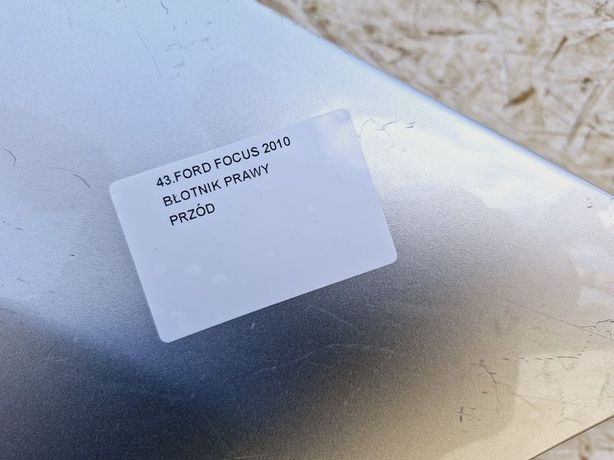 43.FORD FOCUS 2010
BŁOTNIK PRAWY
PRZÓD